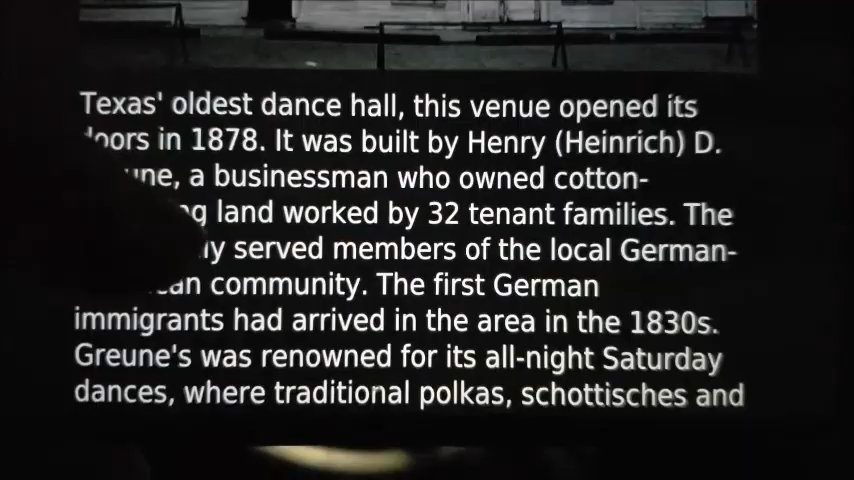 Texas' oldest dance hall, this venue opened its
doors in 1878. It was built by Henry (Heinrich) D.
a businessman who owned cotton-
land worked by 32 tenant families. The
served members of the local German-
community. The first German
immigrants had arrived in the area in the 1830s.
Greune's was renowned for its all-night Saturday
dances, where traditional polkas, schottisches and